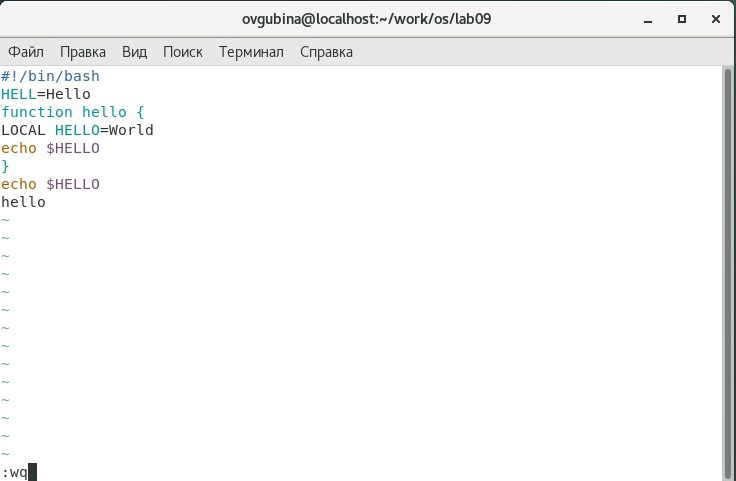 ovgubina@localhost:~/work/os/lab09
Файл Правка Вид Поиск Терминал Справка
#!/bin/bash
HELL=Hello
function hello {
LOCAL HELLO=World
echo $HELLO
}
echo $HELLO
hello
~
~
~
~
~
~
~
~
~
~
~
~
~
~
:wq